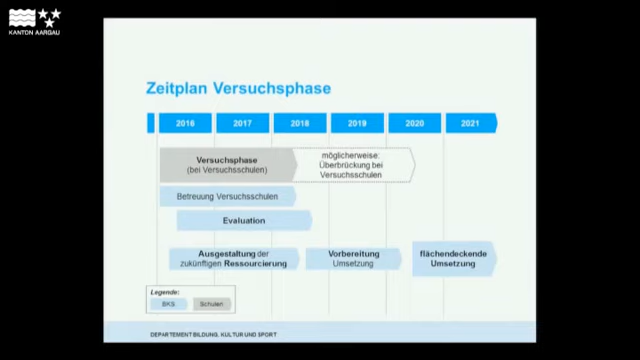 KANTON AARGAU
Zeitplan Versuchsphase
2016 2017 2018 2019 2020 2021
Versuchsphase
(bei Versuchsschulen)
möglicherweise:
Überbrückung bei
Versuchsschulen
Betreuung Versuchsschulen
Evaluation
Ausgestaltung der
zukünftigen Ressourcierung
Vorbereitung
Umsetzung
flächendeckende
Umsetzung
Legende:
BKS Schulen
DEPARTEMENT BILDUNG, KULTUR UND SPORT